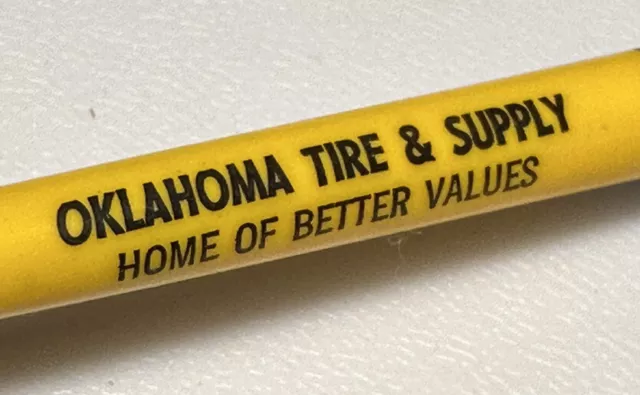 OKLAHOMA TIRE & SUPPLY
HOME OF BETTER VALUES